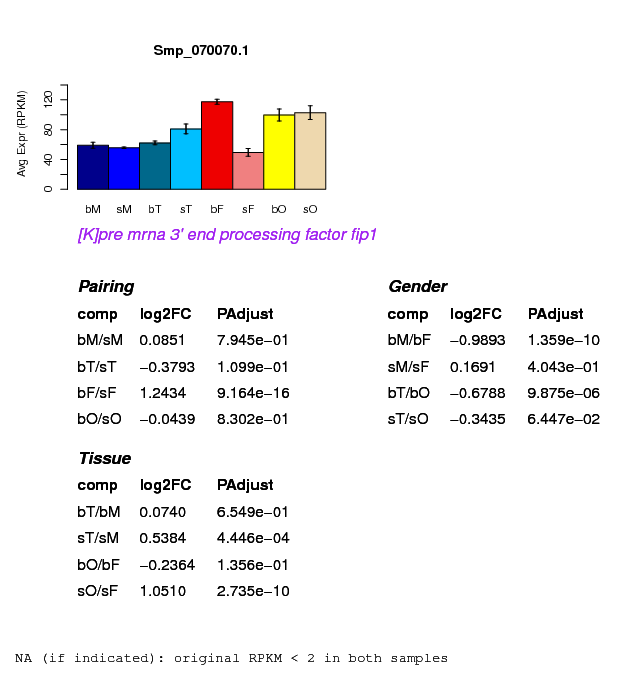 Smp_070070.1
Avg Expr (RPKM)
0 40 80 120
bM sM bT sT bF sF bO sO
[K]pre mrna 3' end processing factor fip1
Pairing
comp log2FC PAdjust
bM/sM 0.0851 7.945e−01
bT/sT −0.3793 1.099e−01
bF/sF 1.2434 9.164e−16
bO/sO −0.0439 8.302e−01
Gender
comp log2FC PAdjust
bM/bF −0.9893 1.359e−10
sM/sF 0.1691 4.043e−01
bT/bO −0.6788 9.875e−06
sT/sO −0.3435 6.447e−02
Tissue
comp log2FC PAdjust
bT/bM 0.0740 6.549e−01
sT/sM 0.5384 4.446e−04
bO/bF −0.2364 1.356e−01
sO/sF 1.0510 2.735e−10
NA (if indicated): original RPKM < 2 in both samples